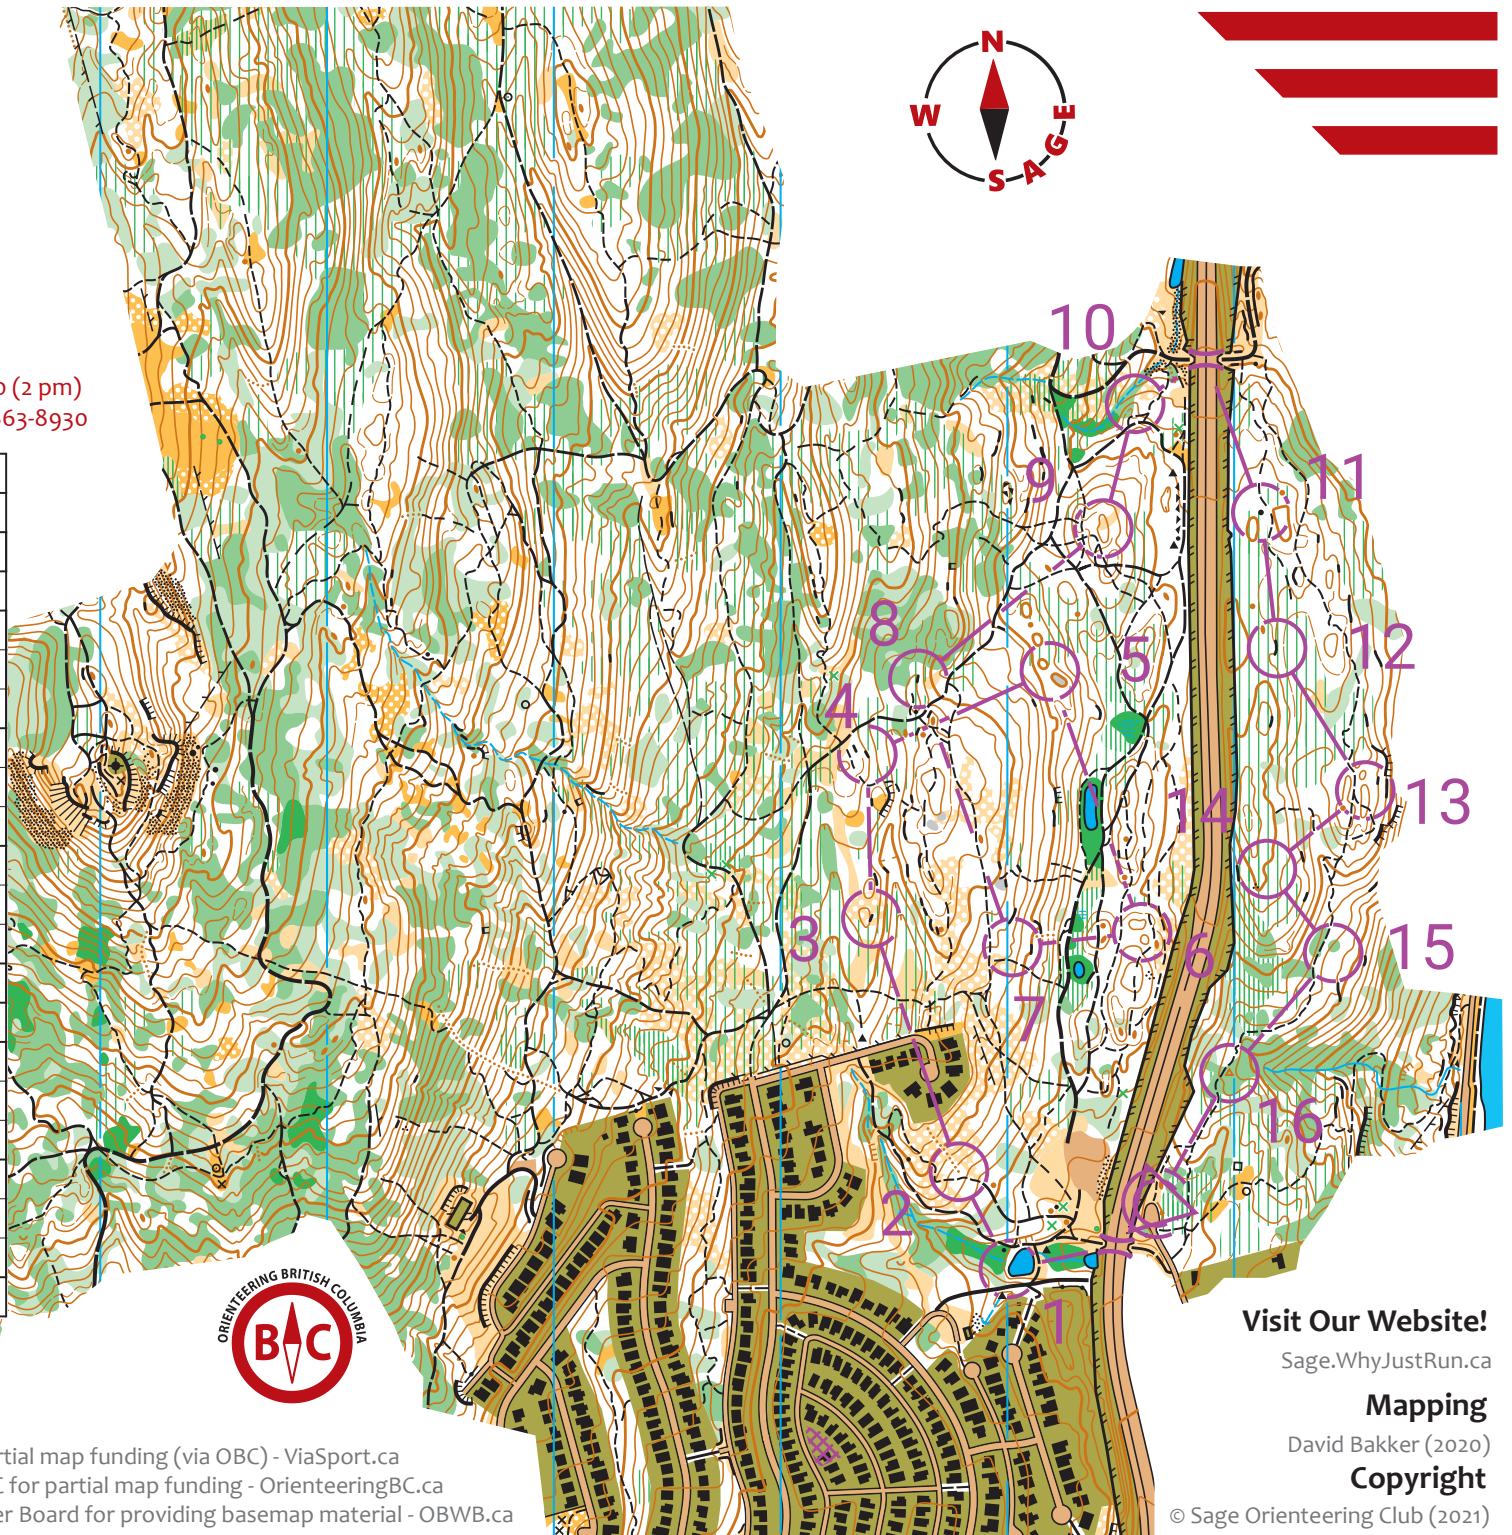 N
W
S A G E
o (2 pm)
63-8930
10
9
11
8
5
12
4
14
13
3
6
15
7
16
2
1
ORIENTEERING BRITISH COLUMBIA
BC
Visit Our Website!
Sage.WhyJustRun.ca
Mapping
David Bakker (2020)
Copyright
© Sage Orienteering Club (2021)
rtial map funding (via OBC) - ViaSport.ca
C for partial map funding - OrienteeringBC.ca
er Board for providing basemap material - OBWB.ca